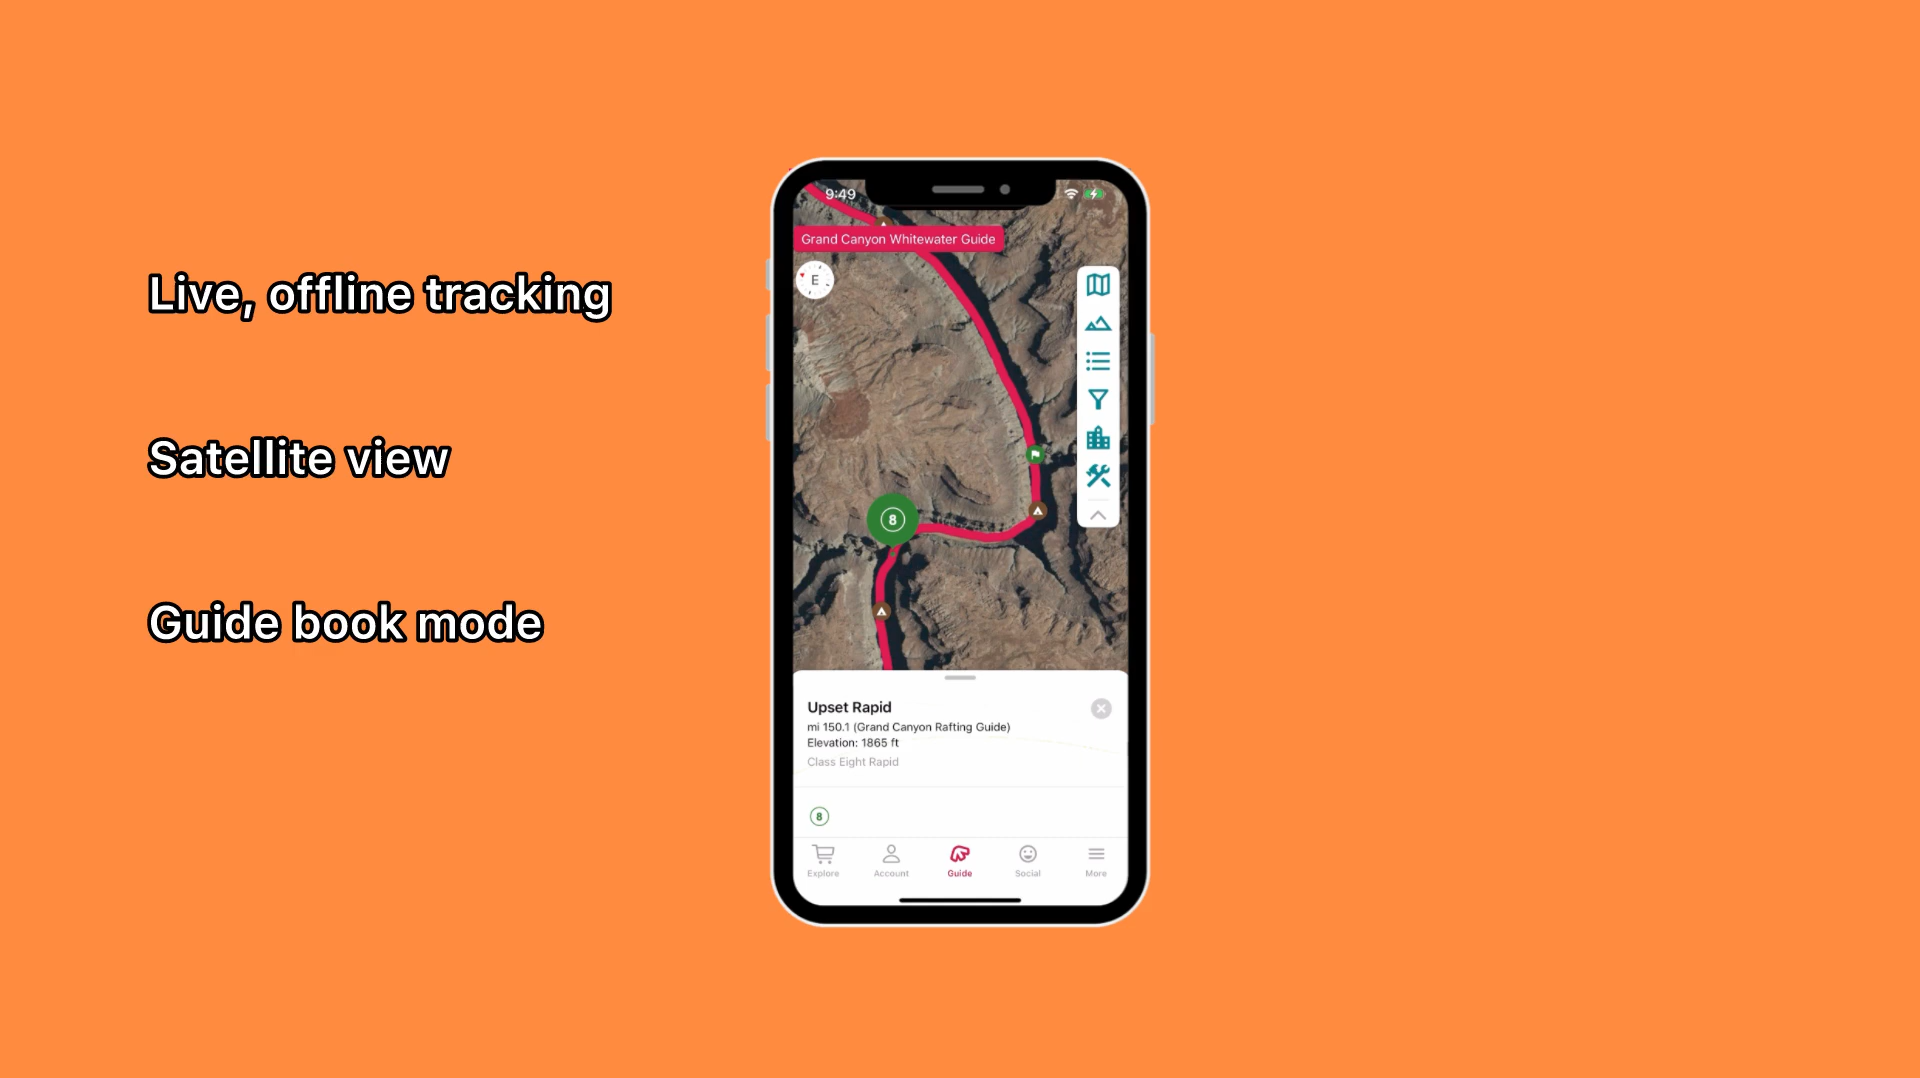 Live, offline tracking
Satellite view
Guide book mode
9:49
Grand Canyon Whitewater Guide
E
8
Upset Rapid
mi 150.1 (Grand Canyon Rafting Guide)
Elevation: 1865 ft
Class Eight Rapid
8
Explore
Account
Guide
Social
More